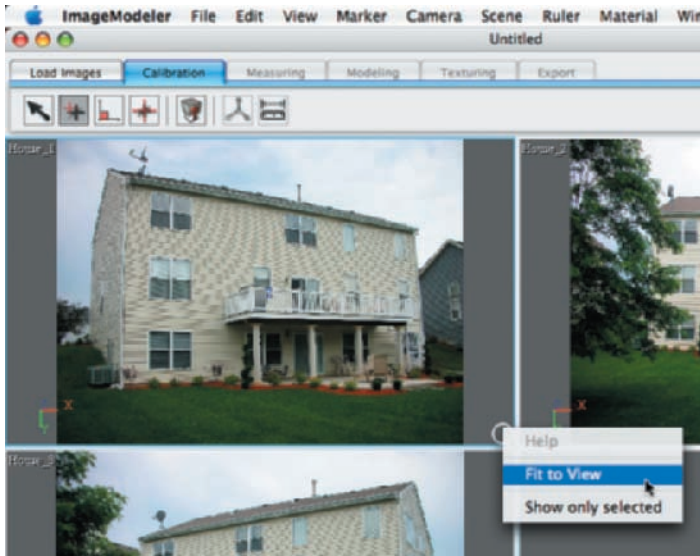 ImageModeler File Edit View Marker Camera Scene Ruler Material
Untitled
Load Images Calibration Measuring Modeling Texturing Export
House_1
House_2
X
Y
X
Help
Fit to View
Show only selected
House_3